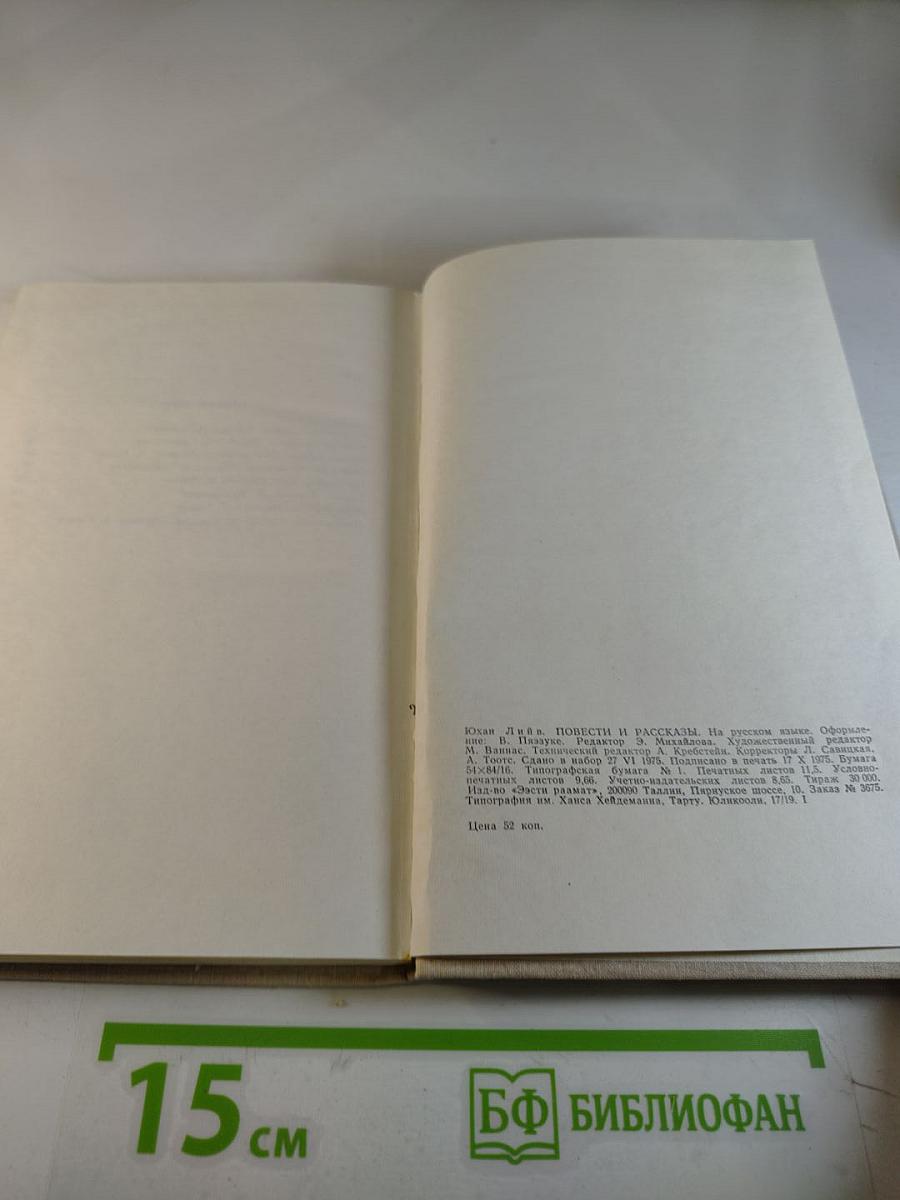 Юхан Лийв. ПОВЕСТИ И РАССКАЗЫ. На русском языке. Оформле-
ние: В. Пяэзуке. Редактор Э. Михайлова. Художественный редактор
М. Ваннас. Технический редактор А. Кребстейн. Корректоры Л. Савицкая,
А. Тоотс. Сдано в набор 27 VI 1975. Подписано в печать 17 X 1975. Бумага
54×84/16. Типографская бумага № 1. Печатных листов 11,5. Условно-
печатных листов 9,66. Учетно-издательских листов 8,65. Тираж 30 000.
Изд-во «Ээсти раамат», 200090 Таллин, Пярнуское шоссе, 10. Заказ № 3675.
Типография им. Ханса Хейдеманна, Тарту, Юликооли, 17/19. I
Цена 52 коп.
15 см
БФ БИБЛИОФАН